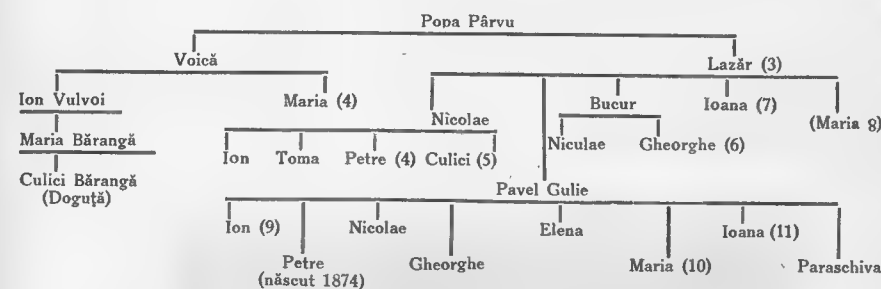 Popa Pârvu
Voică Lazăr (3)
Ion Vulvoi Maria (4) Nicolae Bucur Ioana (7) (Maria 8)
Maria Bărangă Ion Toma Petre (4) Culici (5) Niculae Gheorghe (6)
Culici Bărangă
(Doguță)
Pavel Gulie
Ion (9) Nicolae Elena Ioana (11)
Petre Gheorghe Maria (10) Paraschiva
(născut 1874)